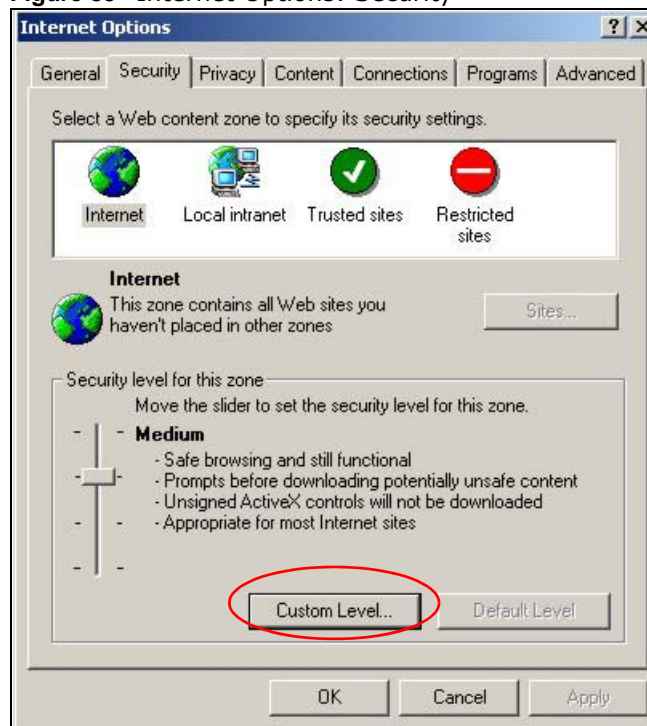 Internet Options
General Security Privacy Content Connections Programs Advanced
Select a Web content zone to specify its security settings.
Internet Local intranet Trusted sites Restricted sites
Internet
This zone contains all Web sites you
haven't placed in other zones
Sites...
Security level for this zone
Move the slider to set the security level for this zone.
Medium
- Safe browsing and still functional
- Prompts before downloading potentially unsafe content
- Unsigned ActiveX controls will not be downloaded
- Appropriate for most Internet sites
Custom Level... Default Level
OK Cancel Apply